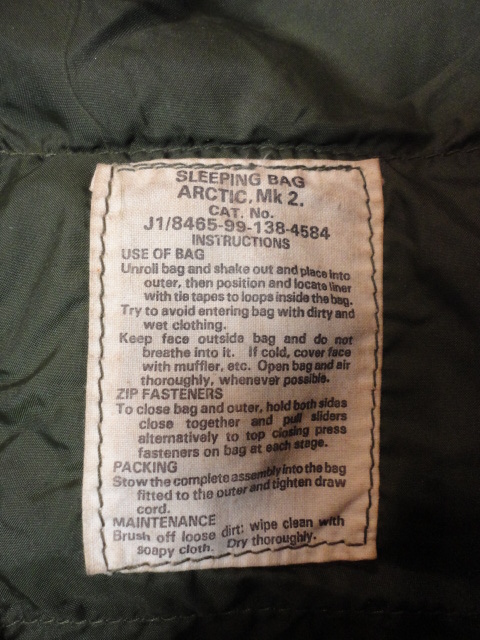 SLEEPING BAG
ARCTIC, Mk 2.
CAT. No.
J1/8465-99-138-4584
INSTRUCTIONS
USE OF BAG
Unroll bag and shake out and place into
outer, then position and locate liner
with tie tapes to loops inside the bag.
Try to avoid entering bag with dirty and
wet clothing.
Keep face outside bag and do not
breathe into it. If cold, cover face
with muffler, etc. Open bag and air
thoroughly, whenever possible.
ZIP FASTENERS
To close bag and outer, hold both sides
close together and pull sliders
alternatively to top closing press
fasteners on bag at each stage.
PACKING
Stow the complete assembly into the bag
fitted to the outer and tighten draw
cord.
MAINTENANCE
Brush off loose dirt: wipe clean with
soapy cloth. Dry thoroughly.